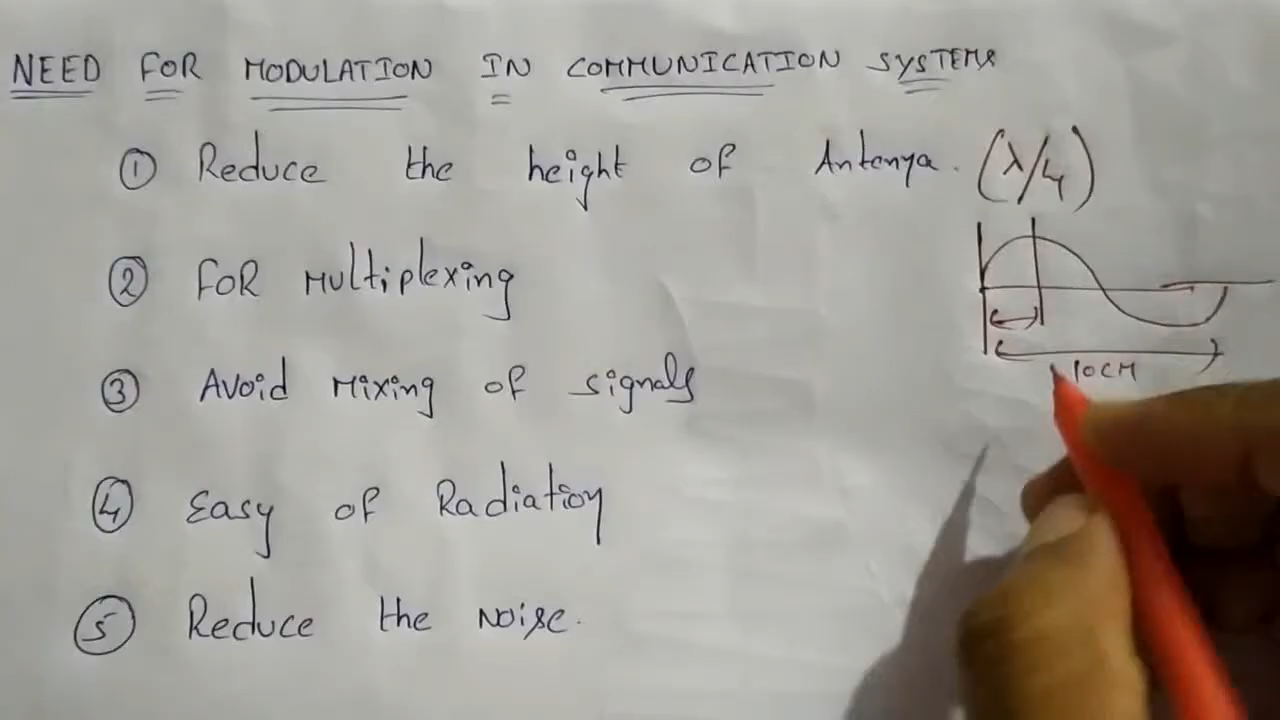 NEED FOR MODULATION IN COMMUNICATION SYSTEMS
① Reduce the height of Antenna. (λ/4)
② FOR Multiplexing
10CM
③ Avoid Mixing of signals
④ Easy of Radiation
⑤ Reduce the Noise.